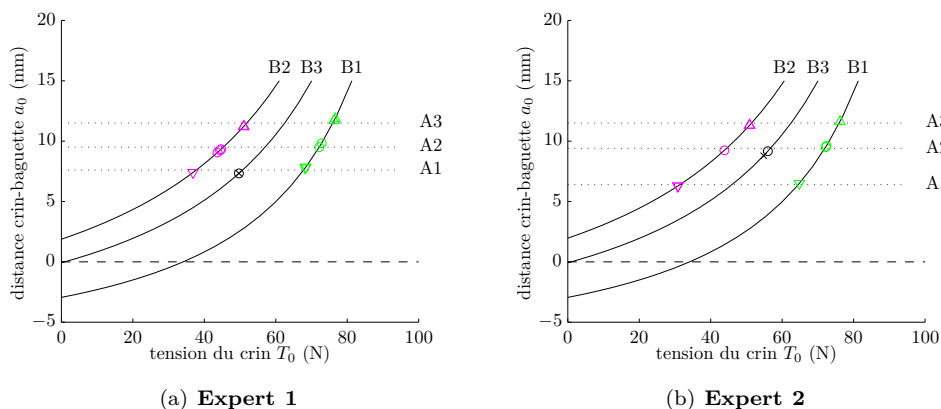 20
15
10
5
0
−5
distance crin-baguette a₀ (mm)
B2 B3 B1
A3
A2
A1
0 20 40 60 80 100
tension du crin T₀ (N)
(a) Expert 1
20
15
10
5
0
−5
distance crin-baguette a₀ (mm)
B2 B3 B1
0 20 40 60 80 100
tension du crin T₀ (N)
(b) Expert 2